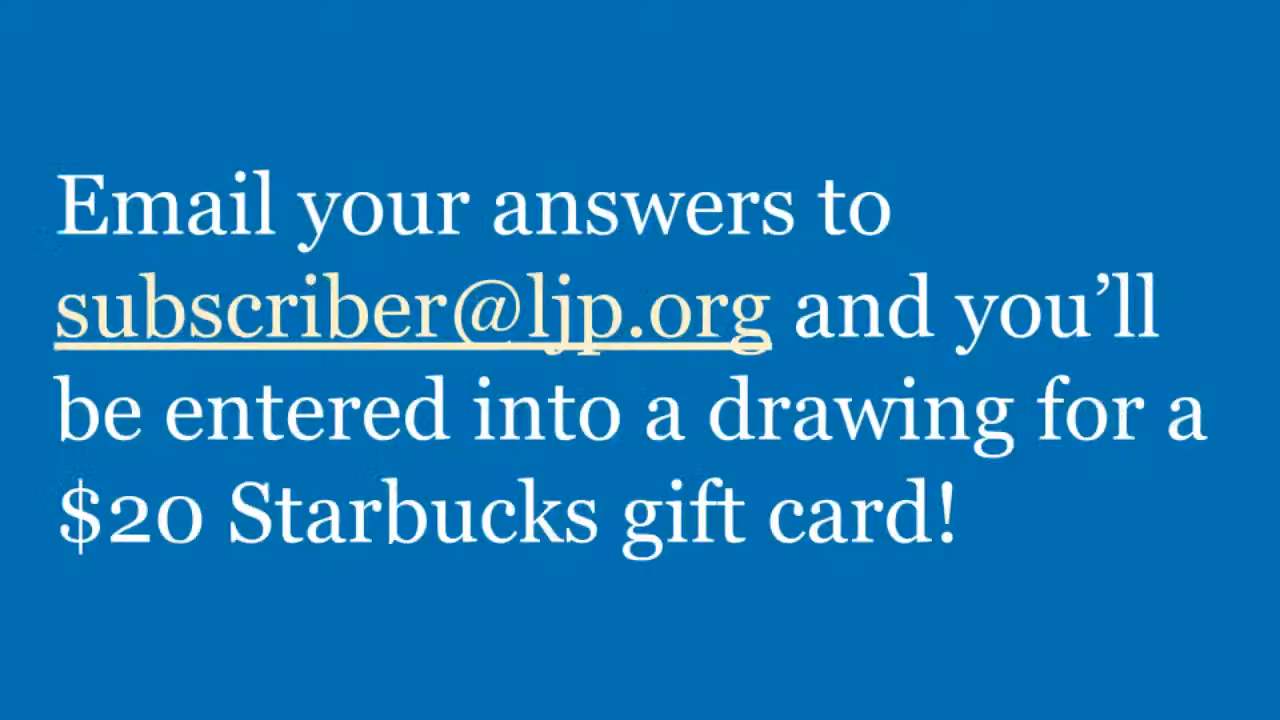 Email your answers to
subscriber@ljp.org and you’ll
be entered into a drawing for a
$20 Starbucks gift card!